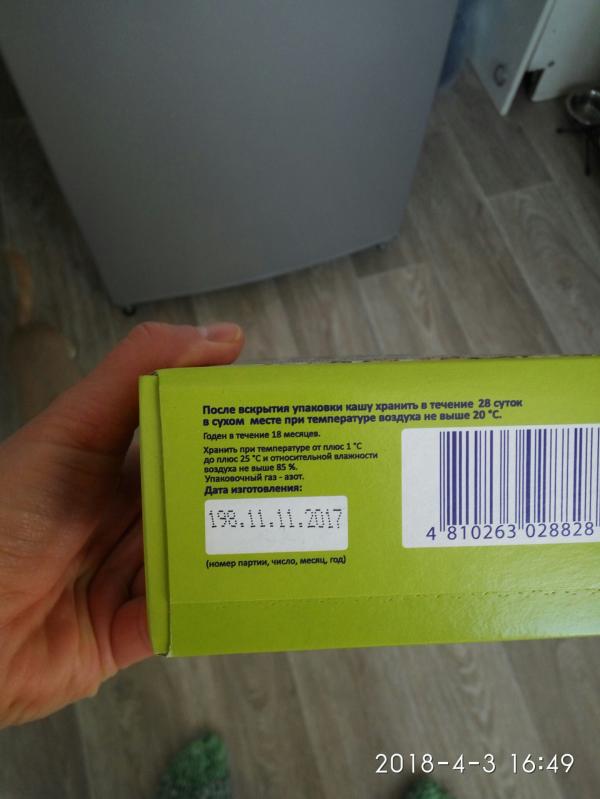 После вскрытия упаковки кашу хранить в течение 28 суток
в сухом месте при температуре воздуха не выше 20 °С.
Годен в течение 18 месяцев.
Хранить при температуре от плюс 1 °С
до плюс 25 °С и относительной влажности
воздуха не выше 85 %.
Упаковочный газ - азот.
Дата изготовления:
198.11.11.2017
(номер партии, число, месяц, год)
4 810263 028828
2018-4-3 16:49